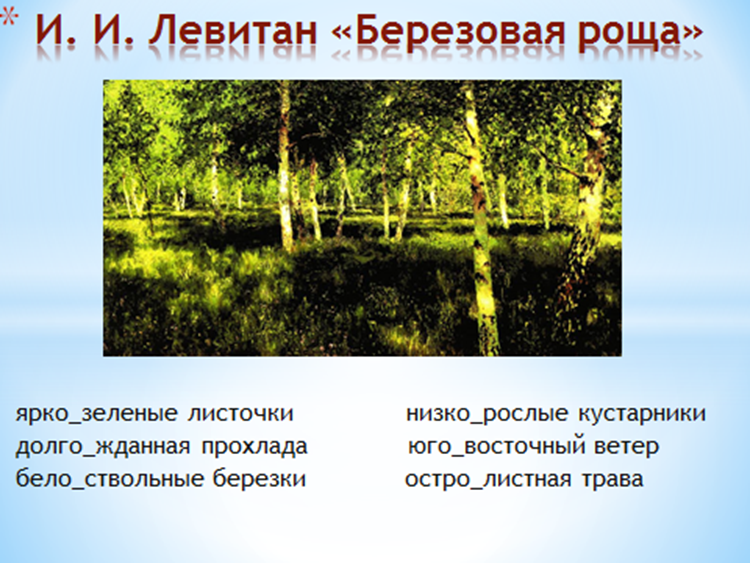 * И. И. Левитан «Березовая роща»
ярко_зеленые листочки
долго_жданная прохлада
бело_ствольные березки
низко_рослые кустарники
юго_восточный ветер
остро_листная трава